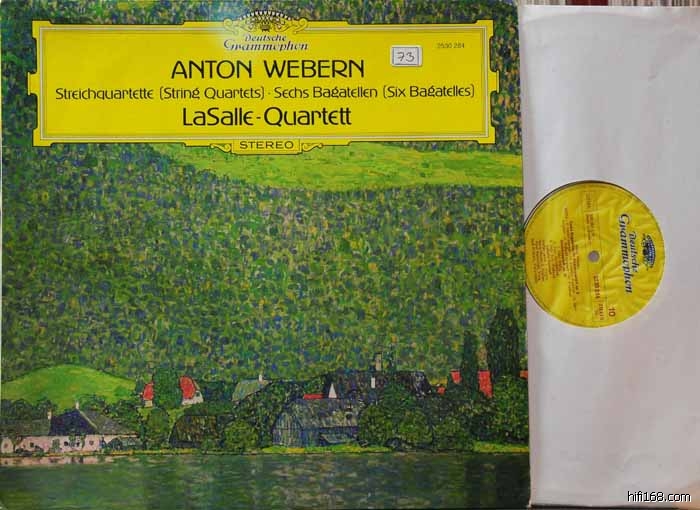 Deutsche
Grammophon
73
2530 284
ANTON WEBERN
Streichquartette (String Quartets) · Sechs Bagatellen (Six Bagatelles)
LaSalle-Quartett
STEREO
Deutsche
Grammophon
10
hifi168.com